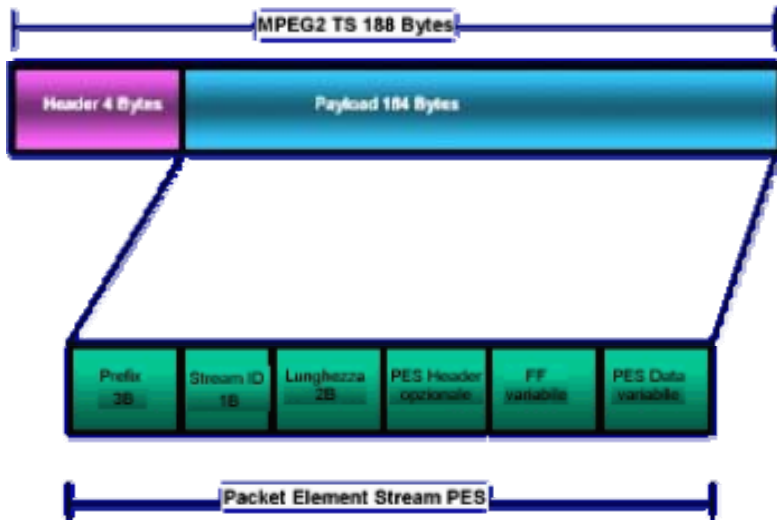 MPEG2 TS 188 Bytes
Header 4 Bytes
Payload 184 Bytes
Prefix
3B
Stream ID
1B
Lunghezza
2B
PES Header
opzionale
FF
variabile
PES Data
variabile
Packet Element Stream PES